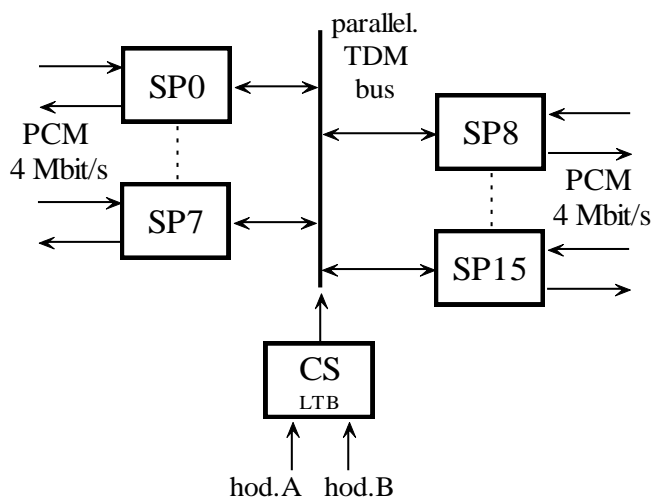 parallel.
TDM
bus
SP0
PCM
4 Mbit/s
SP7
SP8
PCM
4 Mbit/s
SP15
CS
LTB
hod.A
hod.B